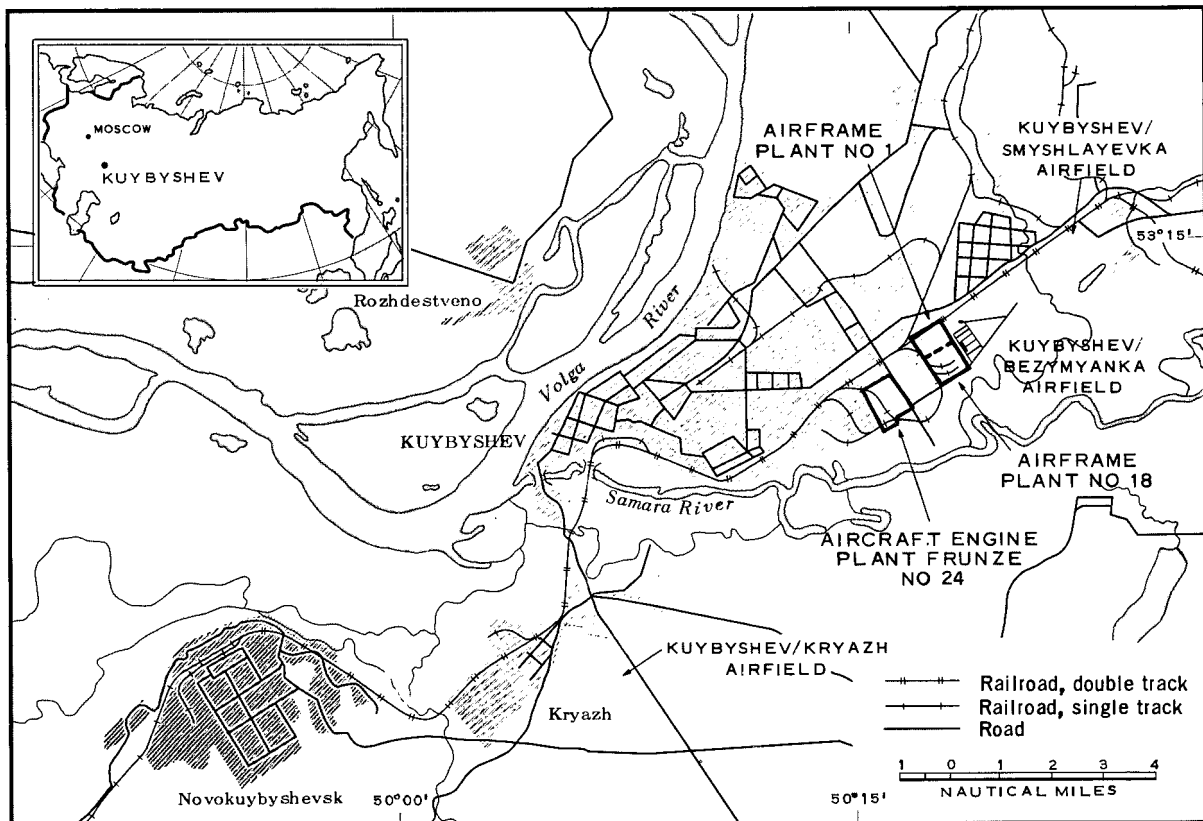 MOSCOW
KUYBYSHEV
AIRFRAME
PLANT NO 1
KUYBYSHEV/
SMYSHLAYEVKA
AIRFIELD
53°15'
Rozhdestveno
Volga River
KUYBYSHEV/
BEZYMYANKA
AIRFIELD
KUYBYSHEV
AIRFRAME
PLANT NO 18
Samara River
AIRCRAFT ENGINE
PLANT FRUNZE
NO 24
KUYBYSHEV/KRYAZH
AIRFIELD
Kryazh
Railroad, double track
Railroad, single track
Road
1 0 1 2 3 4
NAUTICAL MILES
Novokuybyshevsk
50°00'
50°15'